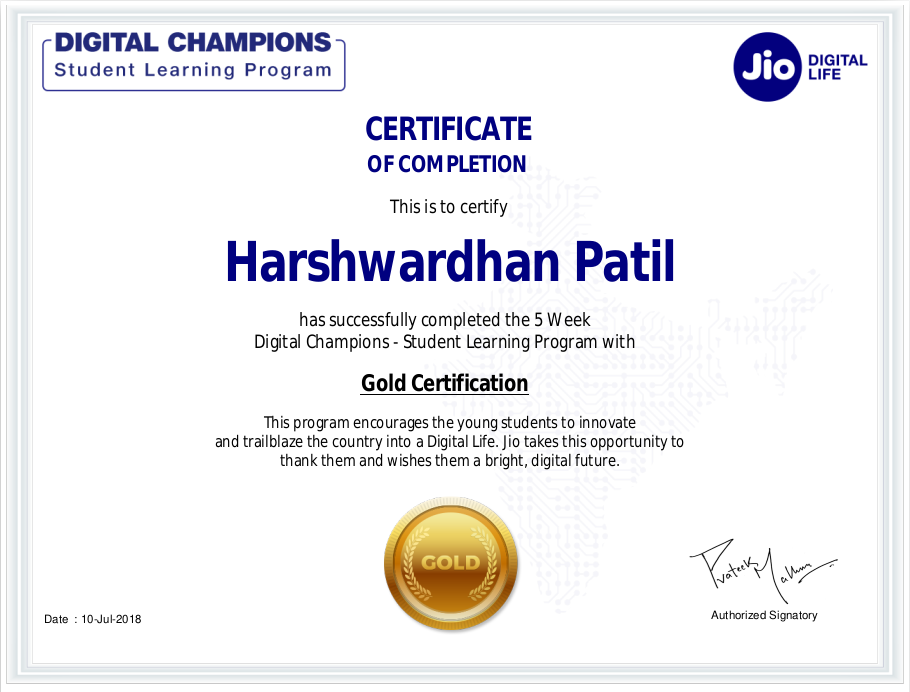 DIGITAL CHAMPIONS
Student Learning Program
Jio DIGITAL
LIFE
CERTIFICATE
OF COMPLETION
This is to certify
Harshwardhan Patil
has successfully completed the 5 Week
Digital Champions - Student Learning Program with
Gold Certification
This program encourages the young students to innovate
and trailblaze the country into a Digital Life. Jio takes this opportunity to
thank them and wishes them a bright, digital future.
GOLD
Prateek
Authorized Signatory
Date : 10-Jul-2018